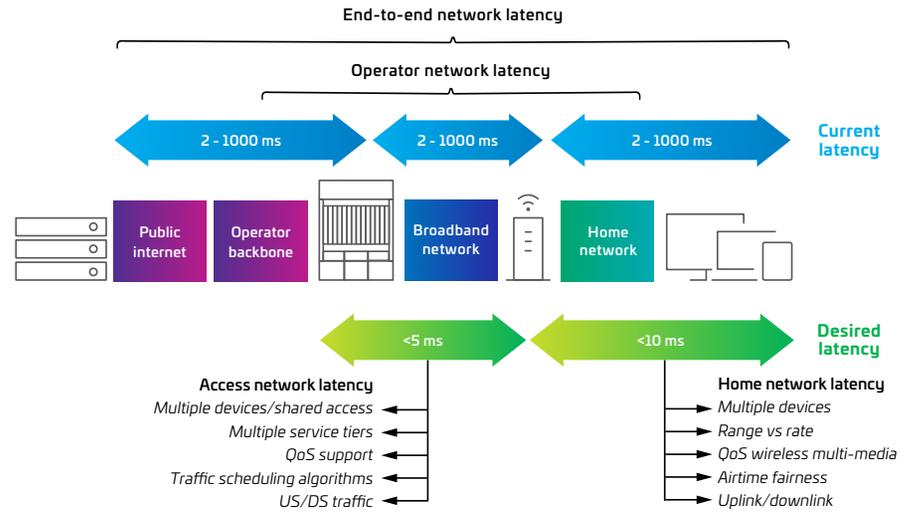 End-to-end network latency
Operator network latency
2 - 1000 ms
2 - 1000 ms
2 - 1000 ms
Current
latency
Public
internet
Operator
backbone
Broadband
network
Home
network
<5 ms
<10 ms
Desired
latency
Access network latency
Multiple devices/shared access
Multiple service tiers
QoS support
Traffic scheduling algorithms
US/DS traffic
Home network latency
Multiple devices
Range vs rate
QoS wireless multi-media
Airtime fairness
Uplink/downlink